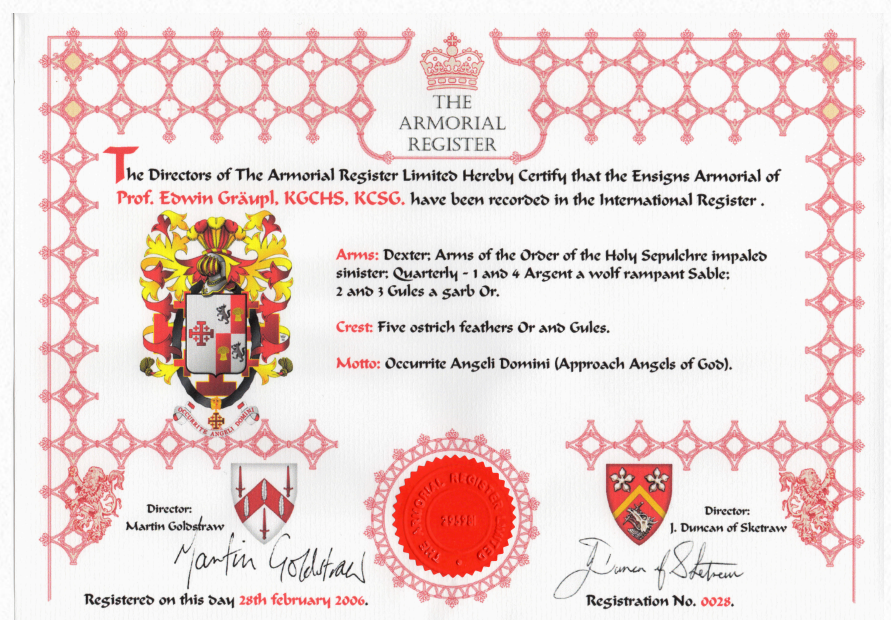 THE
ARMORIAL
REGISTER
The Directors of The Armorial Register Limited Hereby Certify that the Ensigns Armorial of
Prof. Edwin Gräupl, KGCHS, KCSG, have been recorded in the International Register .
Arms: Dexter: Arms of the Order of the Holy Sepulchre impaled
sinister: Quarterly - 1 and 4 Argent a wolf rampant Sable;
2 and 3 Gules a garb Or.
Crest: Five ostrich feathers Or and Gules.
Motto: Occurrite Angeli Domini (Approach Angels of God).
OCCURRITE ANGELI DOMINI
THE ARMORIAL REGISTER LIMITED
Director:
Martin Goldstraw
Martin Goldstraw
Director:
J. Duncan of Sketraw
J Duncan of Sketraw
Registered on this day 28th february 2006.
Registration No. 0028.